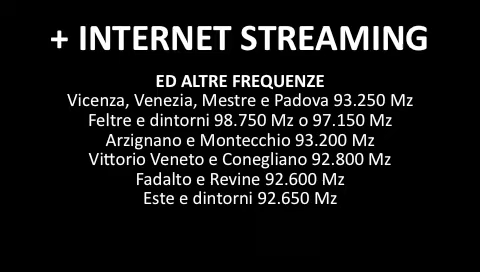 + INTERNET STREAMING
ED ALTRE FREQUENZE
Vicenza, Venezia, Mestre e Padova 93.250 Mz
Feltre e dintorni 98.750 Mz o 97.150 Mz
Arzignano e Montecchio 93.200 Mz
Vittorio Veneto e Conegliano 92.800 Mz
Fadalto e Revine 92.600 Mz
Este e dintorni 92.650 Mz